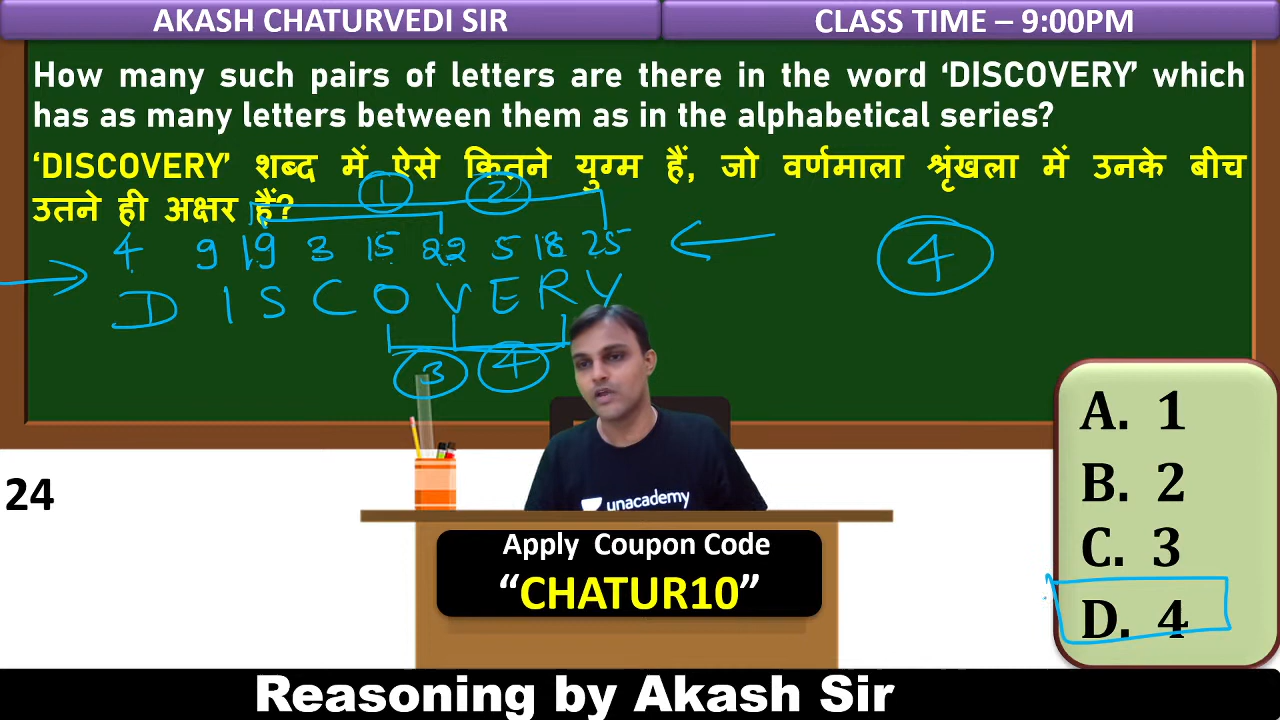 AKASH CHATURVEDI SIR
CLASS TIME – 9:00PM
How many such pairs of letters are there in the word ‘DISCOVERY’ which
has as many letters between them as in the alphabetical series?
‘DISCOVERY’ शब्द में ऐसे कितने युग्म हैं, जो वर्णमाला श्रृंखला में उनके बीच
उतने ही अक्षर हैं?
1 2
4 9 19 3 15 22 5 18 25
4
D I S C O V E R Y
3 4
A. 1
B. 2
C. 3
D. 4
24
unacademy
Apply Coupon Code
“CHATUR10”
Reasoning by Akash Sir